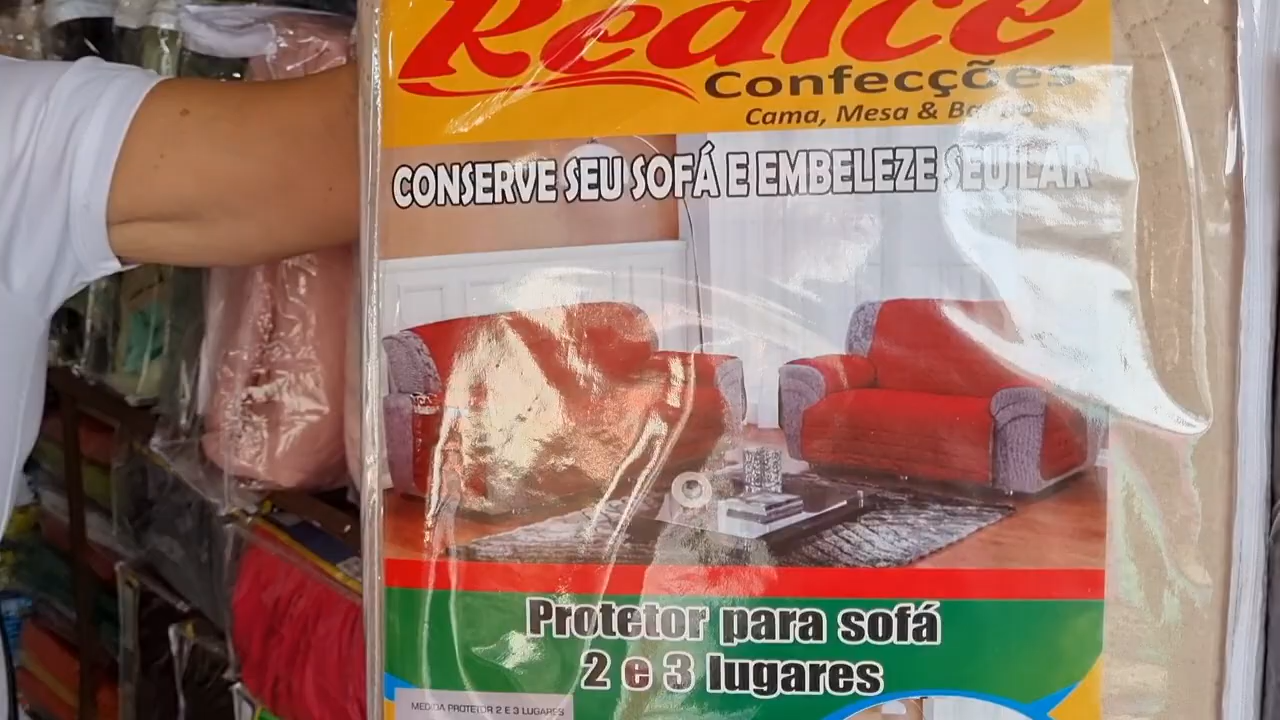 Realce
Confecções
Cama, Mesa & Banho
CONSERVE SEU SOFÁ E EMBELEZE SEU LAR
Protetor para sofá
2 e 3 lugares
MEDIDA PROTETOR 2 E 3 LUGARES